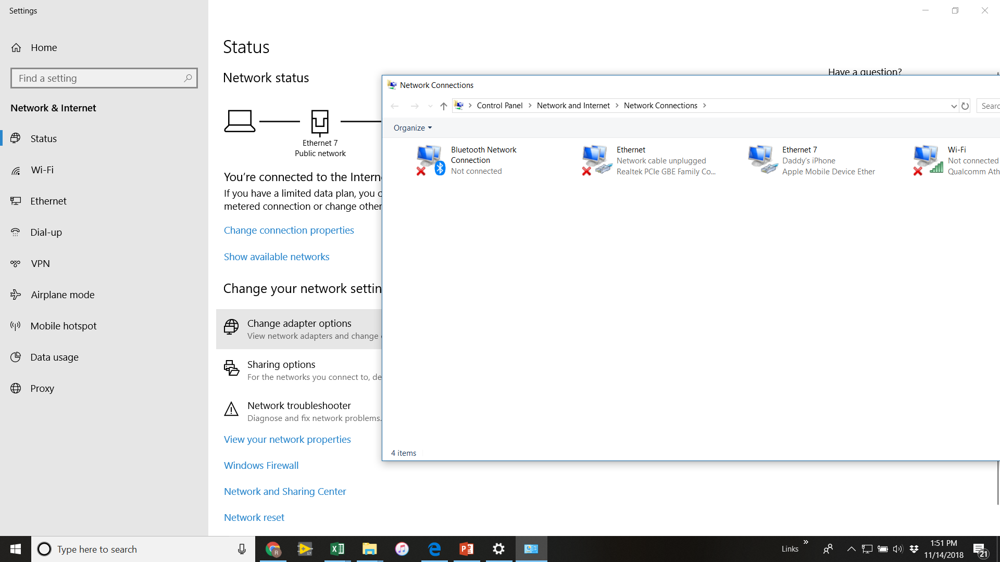 Settings
Home
Find a setting
Network & Internet
Status
Wi-Fi
Ethernet
Dial-up
VPN
Airplane mode
Mobile hotspot
Data usage
Proxy
Status
Network status
Ethernet 7
Public network
You're connected to the Intern
If you have a limited data plan, you c
metered connection or change other
Change connection properties
Show available networks
Change your network settin
Change adapter options
View network adapters and change
Sharing options
For the networks you connect to, de
Network troubleshooter
Diagnose and fix network problems.
View your network properties
Windows Firewall
Network and Sharing Center
Network reset
Have a question?
Network Connections
Control Panel > Network and Internet > Network Connections >
Searc
Organize
Bluetooth Network
Connection
Not connected
Ethernet
Network cable unplugged
Realtek PCIe GBE Family Co...
Ethernet 7
Daddy's iPhone
Apple Mobile Device Ether
Wi-Fi
Not connected
Qualcomm Ath
4 items
Type here to search
R
17
Links
1:51 PM
11/14/2018
21